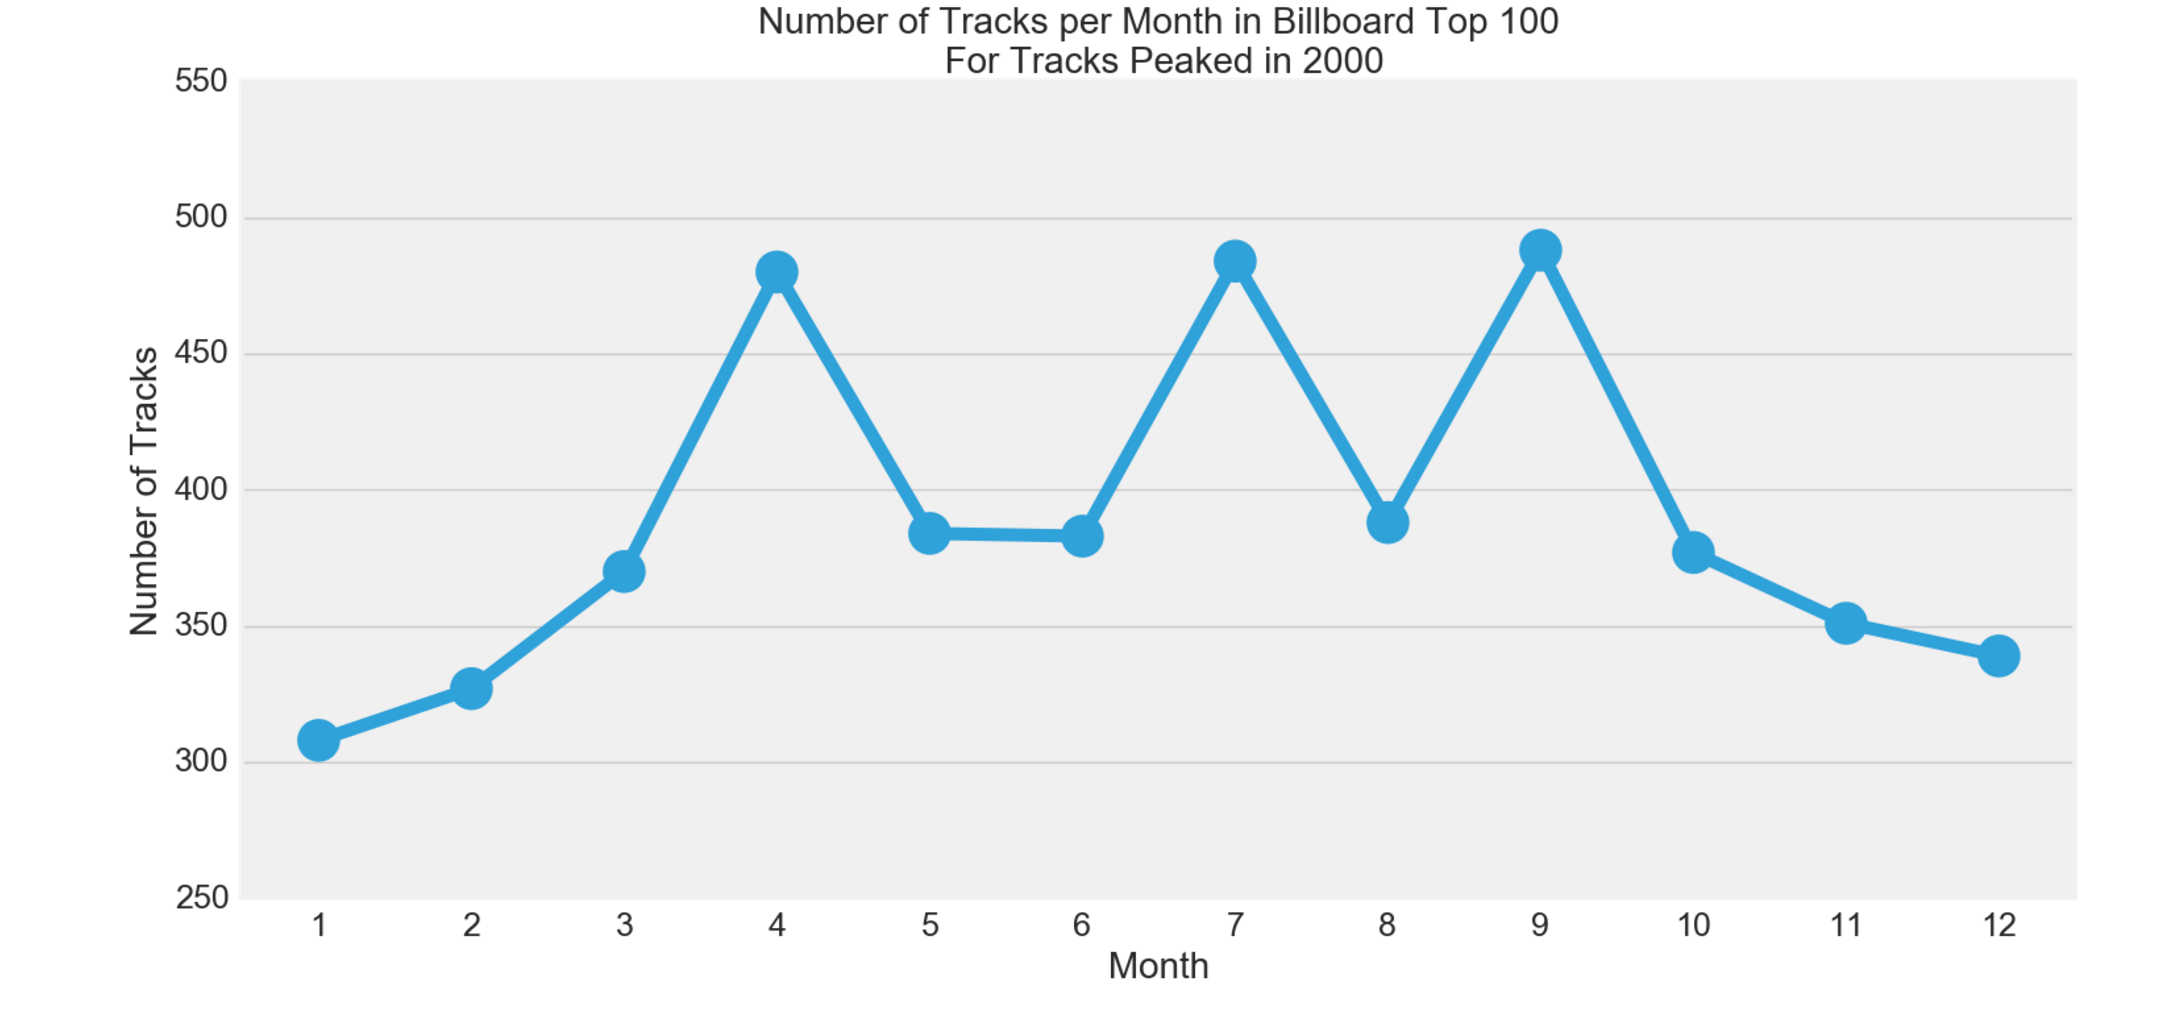 Number of Tracks per Month in Billboard Top 100
For Tracks Peaked in 2000
550
500
450
400
350
300
250
Number of Tracks
1 2 3 4 5 6 7 8 9 10 11 12
Month